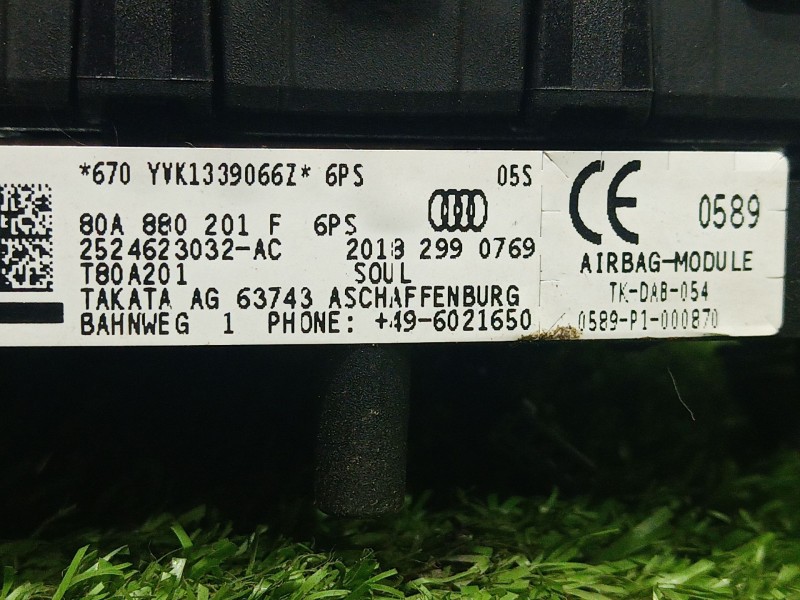 *670 YVK1339066Z* 6PS 05S
80A 880 201 F 6PS
2524623032-AC 2018 299 0769
T80A201 SOUL
TAKATA AG 63743 ASCHAFFENBURG
BAHNWEG 1 PHONE: +49-6021650
CE 0589
AIRBAG-MODULE
TK-DAB-054
0589-P1-000870